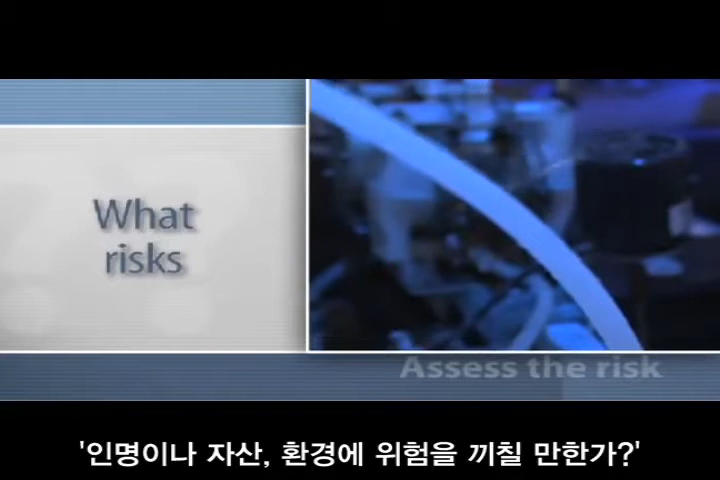 What
risks
Assess the risk
'인명이나 자산, 환경에 위험을 끼칠 만한가?'